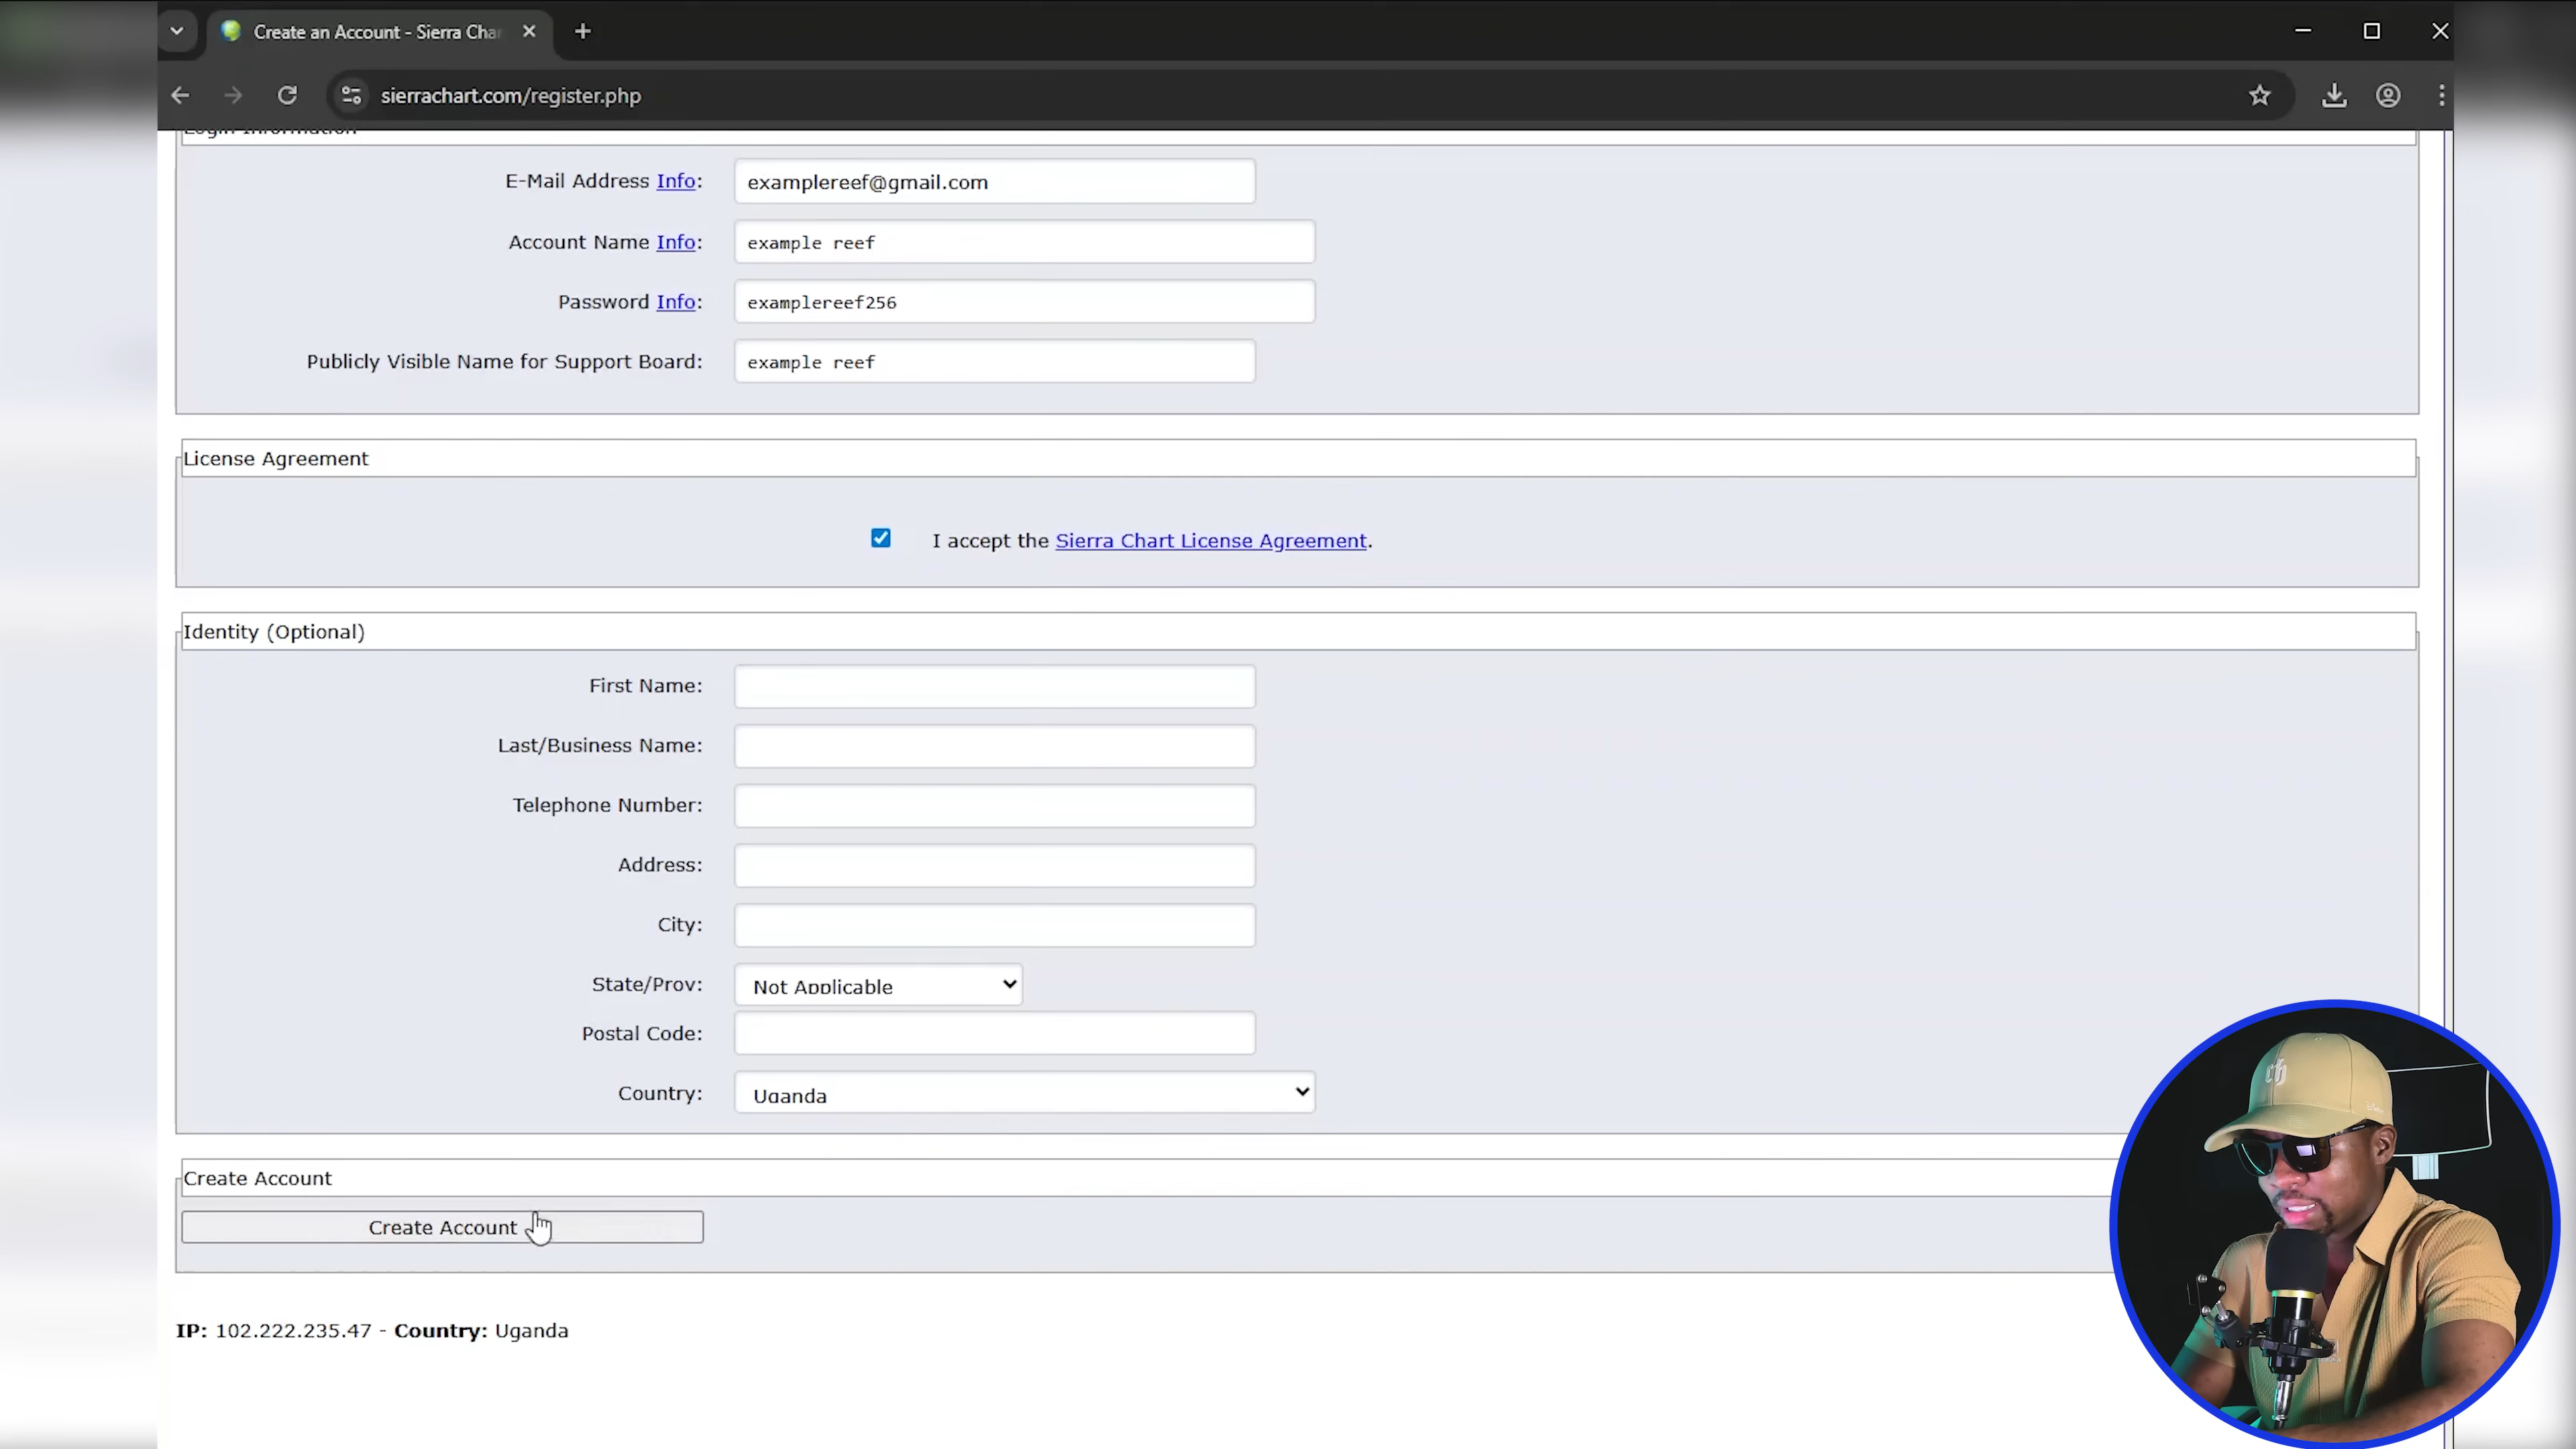 Create an Account - Sierra Char
sierrachart.com/register.php
Login Information
E-Mail Address Info: examplereef@gmail.com
Account Name Info: example reef
Password Info: examplereef256
Publicly Visible Name for Support Board: example reef
License Agreement
I accept the Sierra Chart License Agreement.
Identity (Optional)
First Name:
Last/Business Name:
Telephone Number:
Address:
City:
State/Prov: Not Applicable
Postal Code:
Country: Uganda
Create Account
Create Account
IP: 102.222.235.47 - Country: Uganda